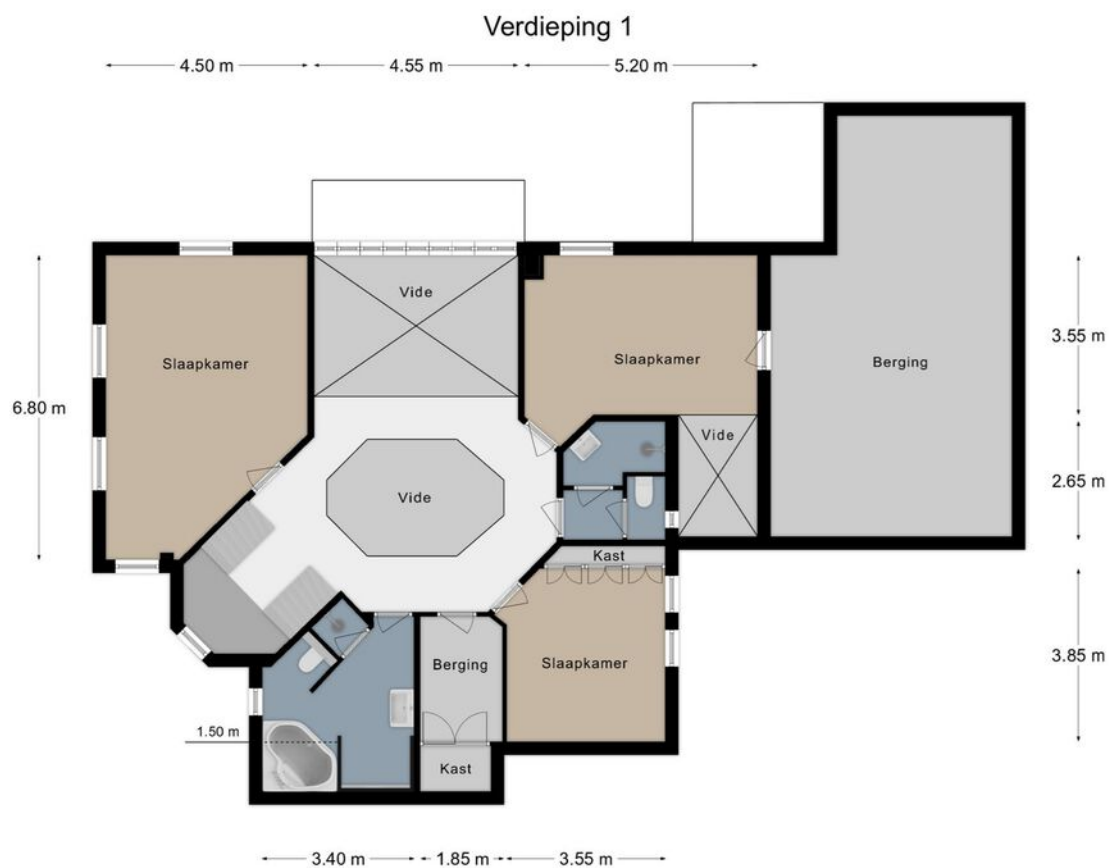 Verdieping 1
4.50 m
4.55 m
5.20 m
Vide
Slaapkamer
Slaapkamer
Berging
3.55 m
6.80 m
Vide
2.65 m
Vide
Kast
Slaapkamer
Berging
3.85 m
1.50 m
Kast
3.40 m
1.85 m
3.55 m